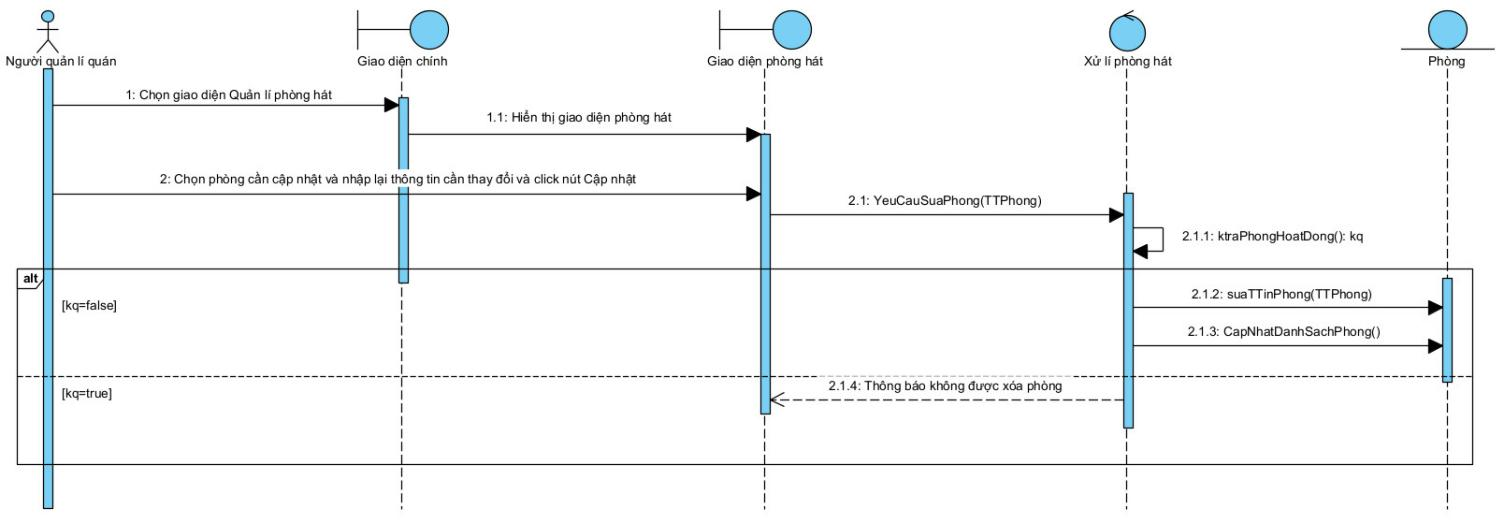 Người quản lí quán
Giao diện chính
Giao diện phòng hát
Xử lí phòng hát
Phòng
1: Chọn giao diện Quản lí phòng hát
1.1: Hiển thị giao diện phòng hát
2: Chọn phòng cần cập nhật và nhập lại thông tin cần thay đổi và click nút Cập nhật
2.1: YeuCauSuaPhong(TTPhong)
2.1.1: ktraPhongHoatDong(): kq
alt
[kq=false]
2.1.2: suaTTinPhong(TTPhong)
2.1.3: CapNhatDanhSachPhong()
[kq=true]
2.1.4: Thông báo không được xóa phòng